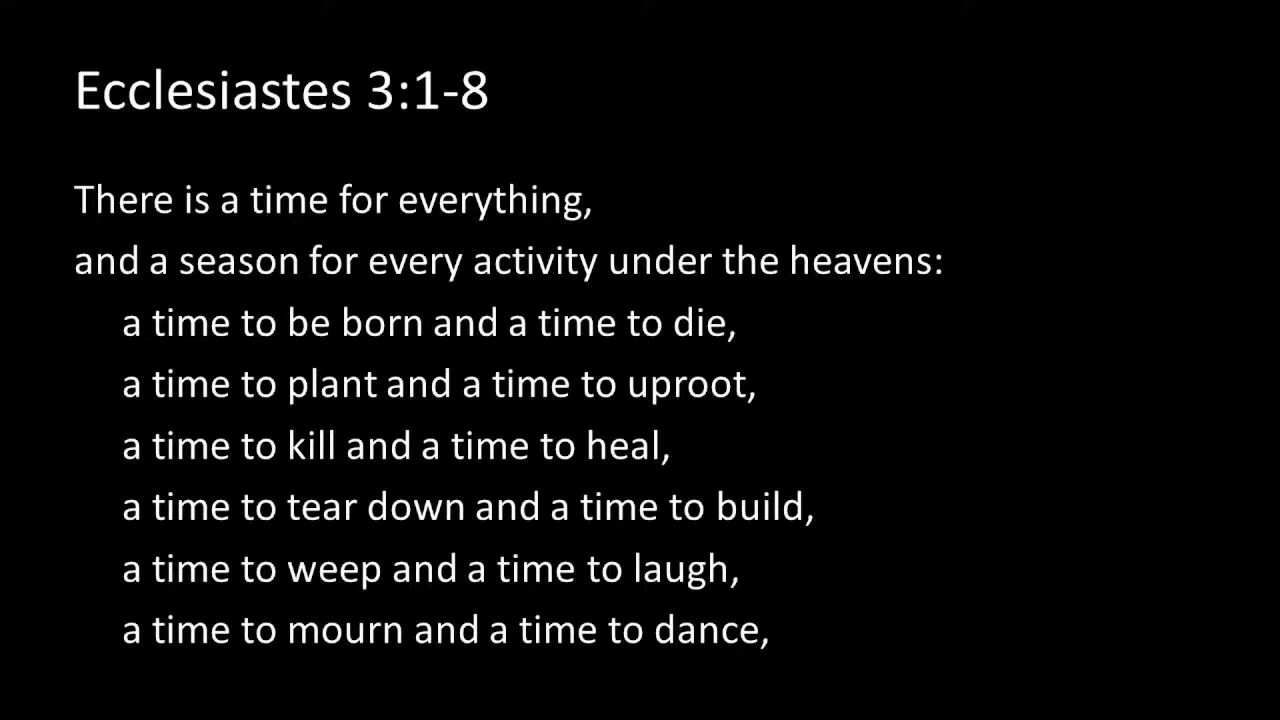 Ecclesiastes 3:1-8
There is a time for everything,
and a season for every activity under the heavens:
a time to be born and a time to die,
a time to plant and a time to uproot,
a time to kill and a time to heal,
a time to tear down and a time to build,
a time to weep and a time to laugh,
a time to mourn and a time to dance,